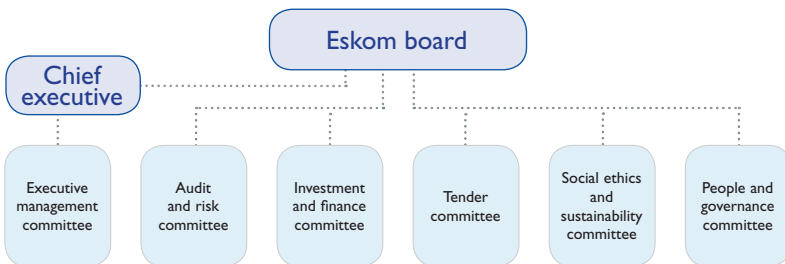 Eskom board
Chief
executive
Executive
management
committee
Audit
and risk
committee
Investment
and finance
committee
Tender
committee
Social ethics
and
sustainability
committee
People and
governance
committee